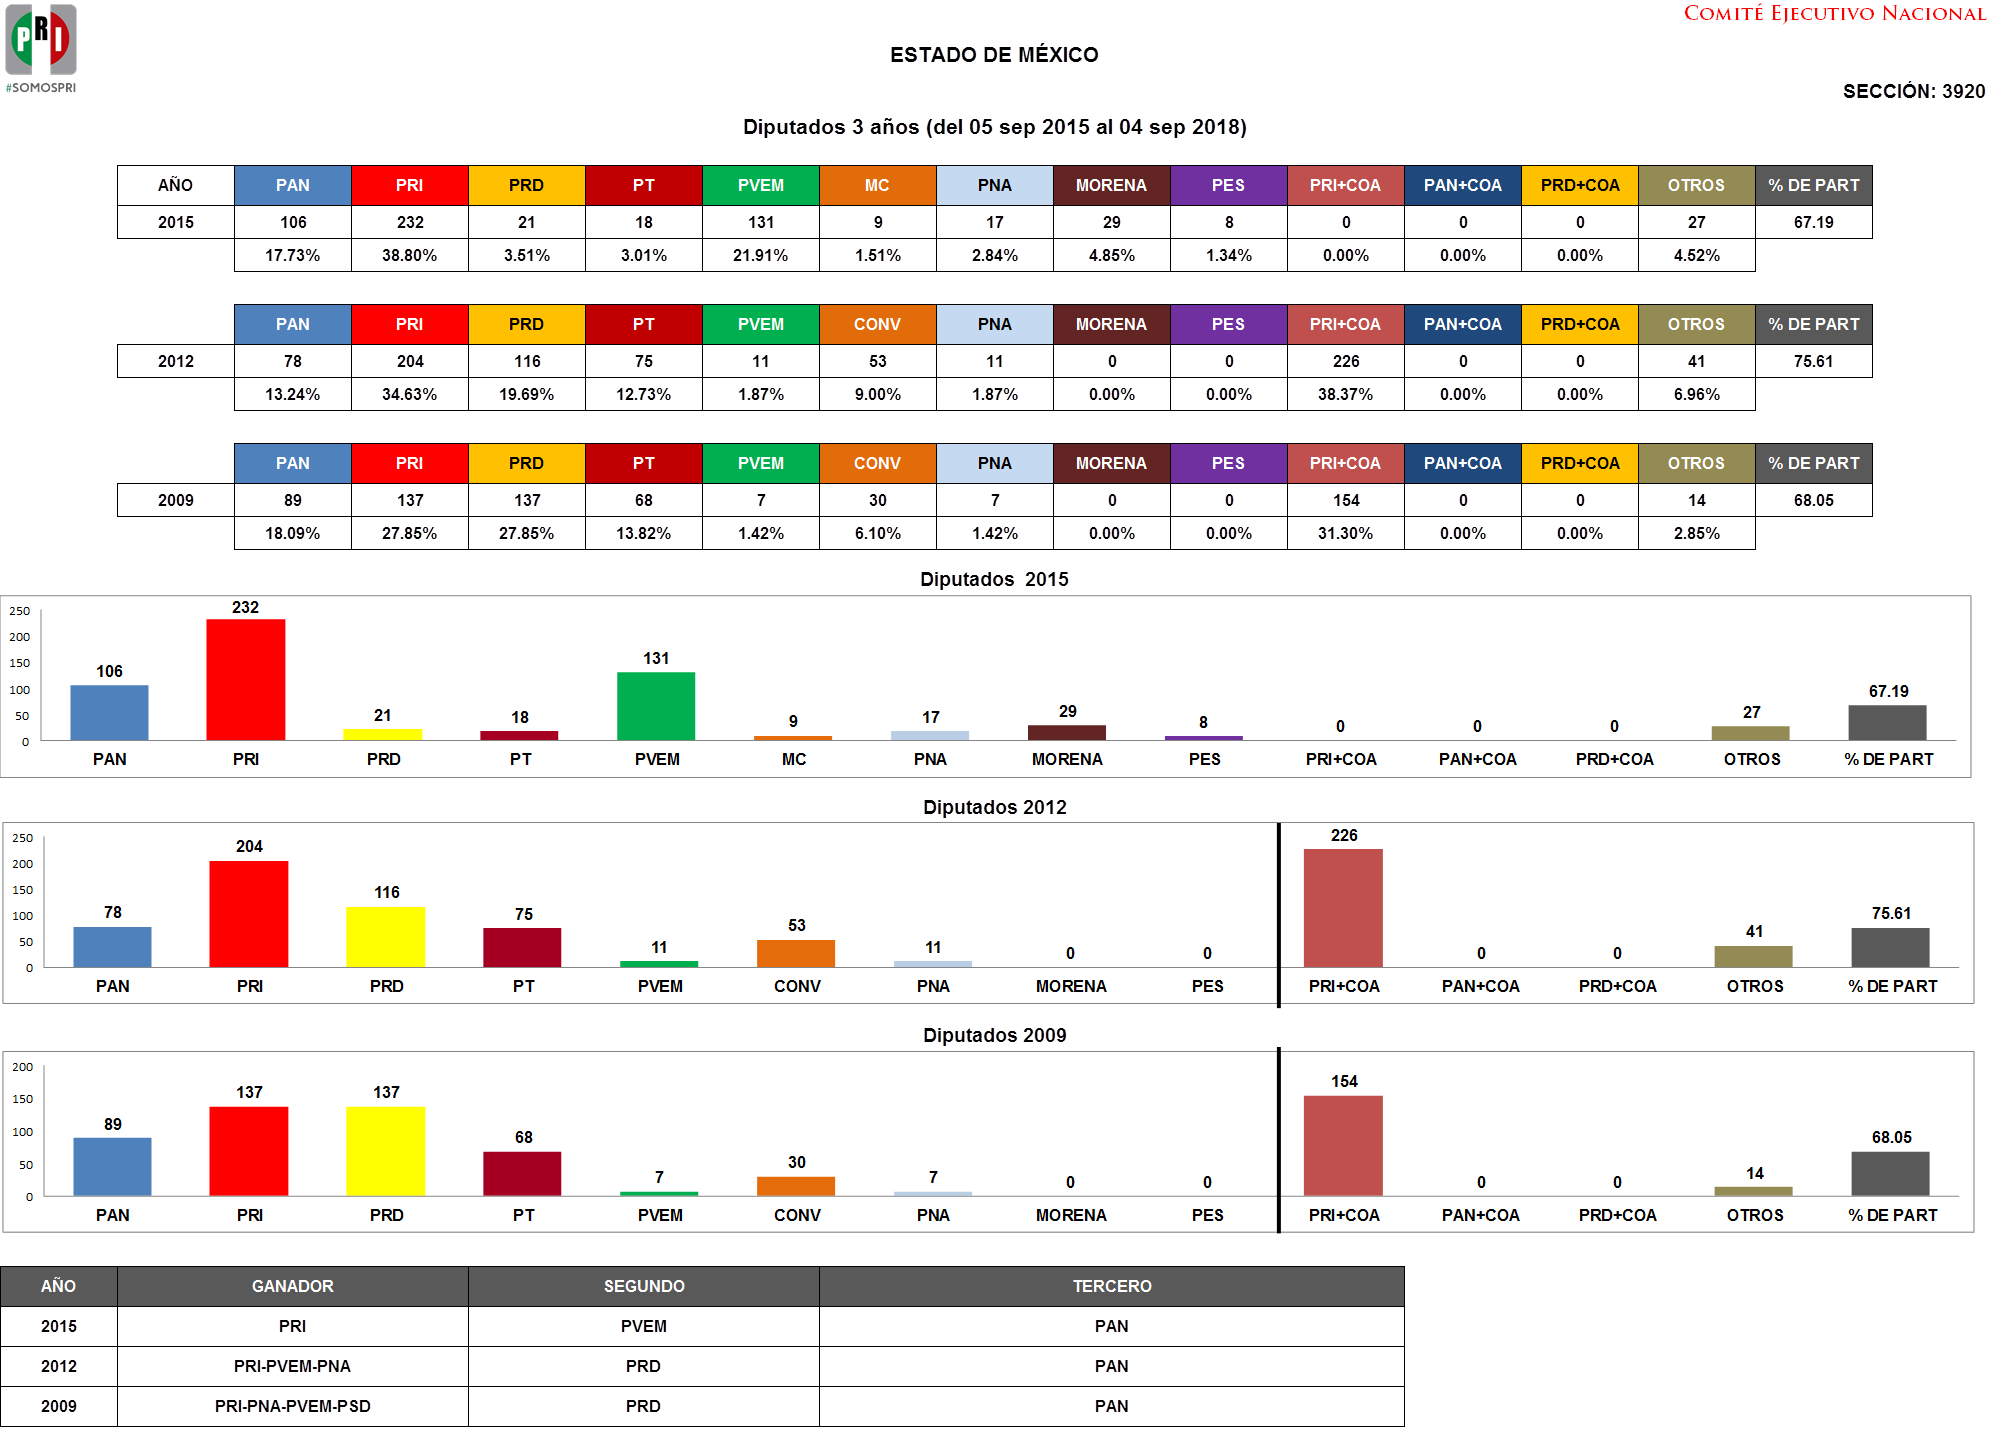 PRI
#SOMOSPRI
COMITÉ EJECUTIVO NACIONAL
ESTADO DE MÉXICO
SECCIÓN: 3920
Diputados 3 años (del 05 sep 2015 al 04 sep 2018)
AÑO PAN PRI PRD PT PVEM MC PNA MORENA PES PRI+COA PAN+COA PRD+COA OTROS % DE PART
2015 106 232 21 18 131 9 17 29 8 0 0 0 27 67.19
17.73% 38.80% 3.51% 3.01% 21.91% 1.51% 2.84% 4.85% 1.34% 0.00% 0.00% 0.00% 4.52%
PAN PRI PRD PT PVEM CONV PNA MORENA PES PRI+COA PAN+COA PRD+COA OTROS % DE PART
2012 78 204 116 75 11 53 11 0 0 226 0 0 41 75.61
13.24% 34.63% 19.69% 12.73% 1.87% 9.00% 1.87% 0.00% 0.00% 38.37% 0.00% 0.00% 6.96%
PAN PRI PRD PT PVEM CONV PNA MORENA PES PRI+COA PAN+COA PRD+COA OTROS % DE PART
2009 89 137 137 68 7 30 7 0 0 154 0 0 14 68.05
18.09% 27.85% 27.85% 13.82% 1.42% 6.10% 1.42% 0.00% 0.00% 31.30% 0.00% 0.00% 2.85%
Diputados 2015
250
200
150
100
50
0
106 232 21 18 131 9 17 29 8 0 0 0 27 67.19
PAN PRI PRD PT PVEM MC PNA MORENA PES PRI+COA PAN+COA PRD+COA OTROS % DE PART
Diputados 2012
250
200
150
100
50
0
78 204 116 75 11 53 11 0 0 226 0 0 41 75.61
PAN PRI PRD PT PVEM CONV PNA MORENA PES PRI+COA PAN+COA PRD+COA OTROS % DE PART
Diputados 2009
200
150
100
50
0
89 137 137 68 7 30 7 0 0 154 0 0 14 68.05
PAN PRI PRD PT PVEM CONV PNA MORENA PES PRI+COA PAN+COA PRD+COA OTROS % DE PART
AÑO GANADOR SEGUNDO TERCERO
2015 PRI PVEM PAN
2012 PRI-PVEM-PNA PRD PAN
2009 PRI-PNA-PVEM-PSD PRD PAN